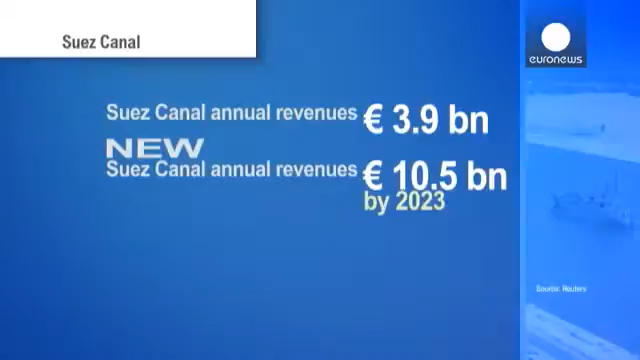 Suez Canal
euronews
Suez Canal annual revenues € 3.9 bn
NEW
Suez Canal annual revenues € 10.5 bn
by 2023
Source: Reuters